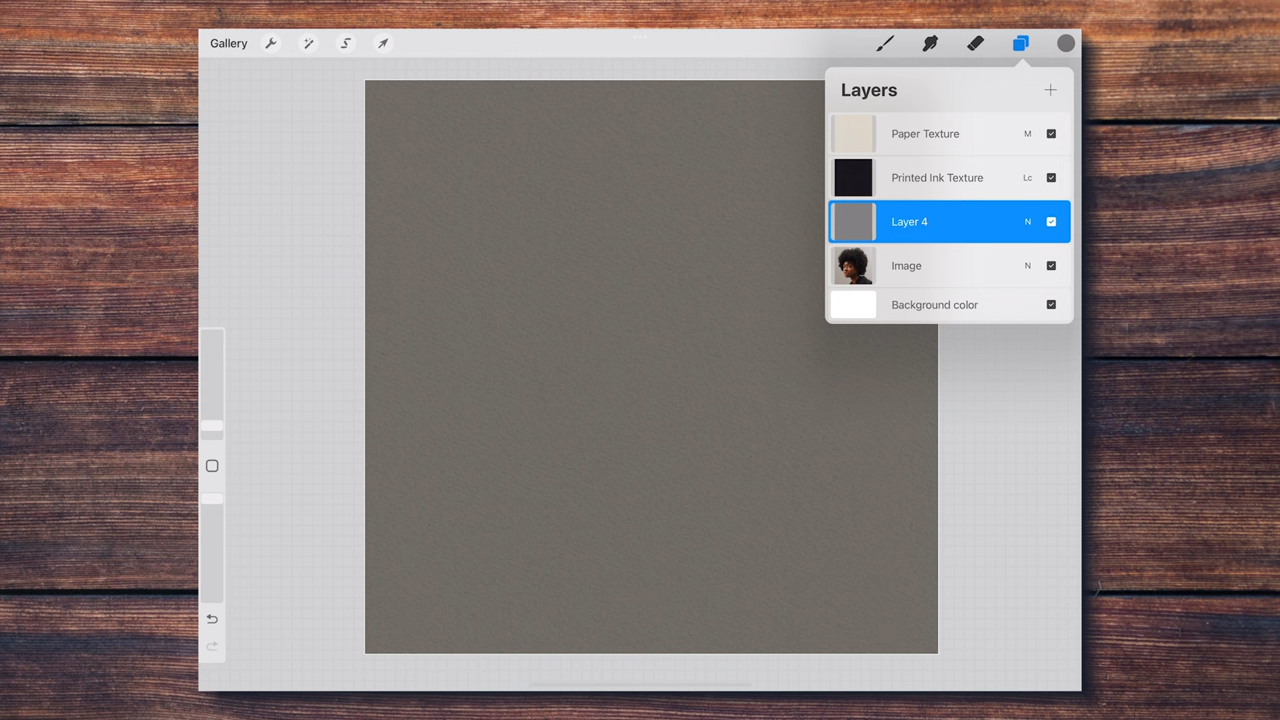 Gallery
Layers
Paper Texture M
Printed Ink Texture Lc
Layer 4 N
Image N
Background color